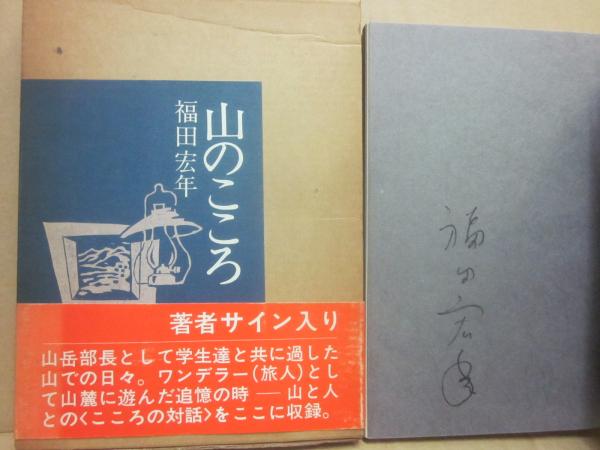 山のこころ
福田宏年
著者サイン入り
山岳部長として学生達と共に過した
山での日々。ワンデラー(旅人)とし
て山麓に遊んだ追憶の時──山と人
との<こころの対話>をここに収録。
福田宏年